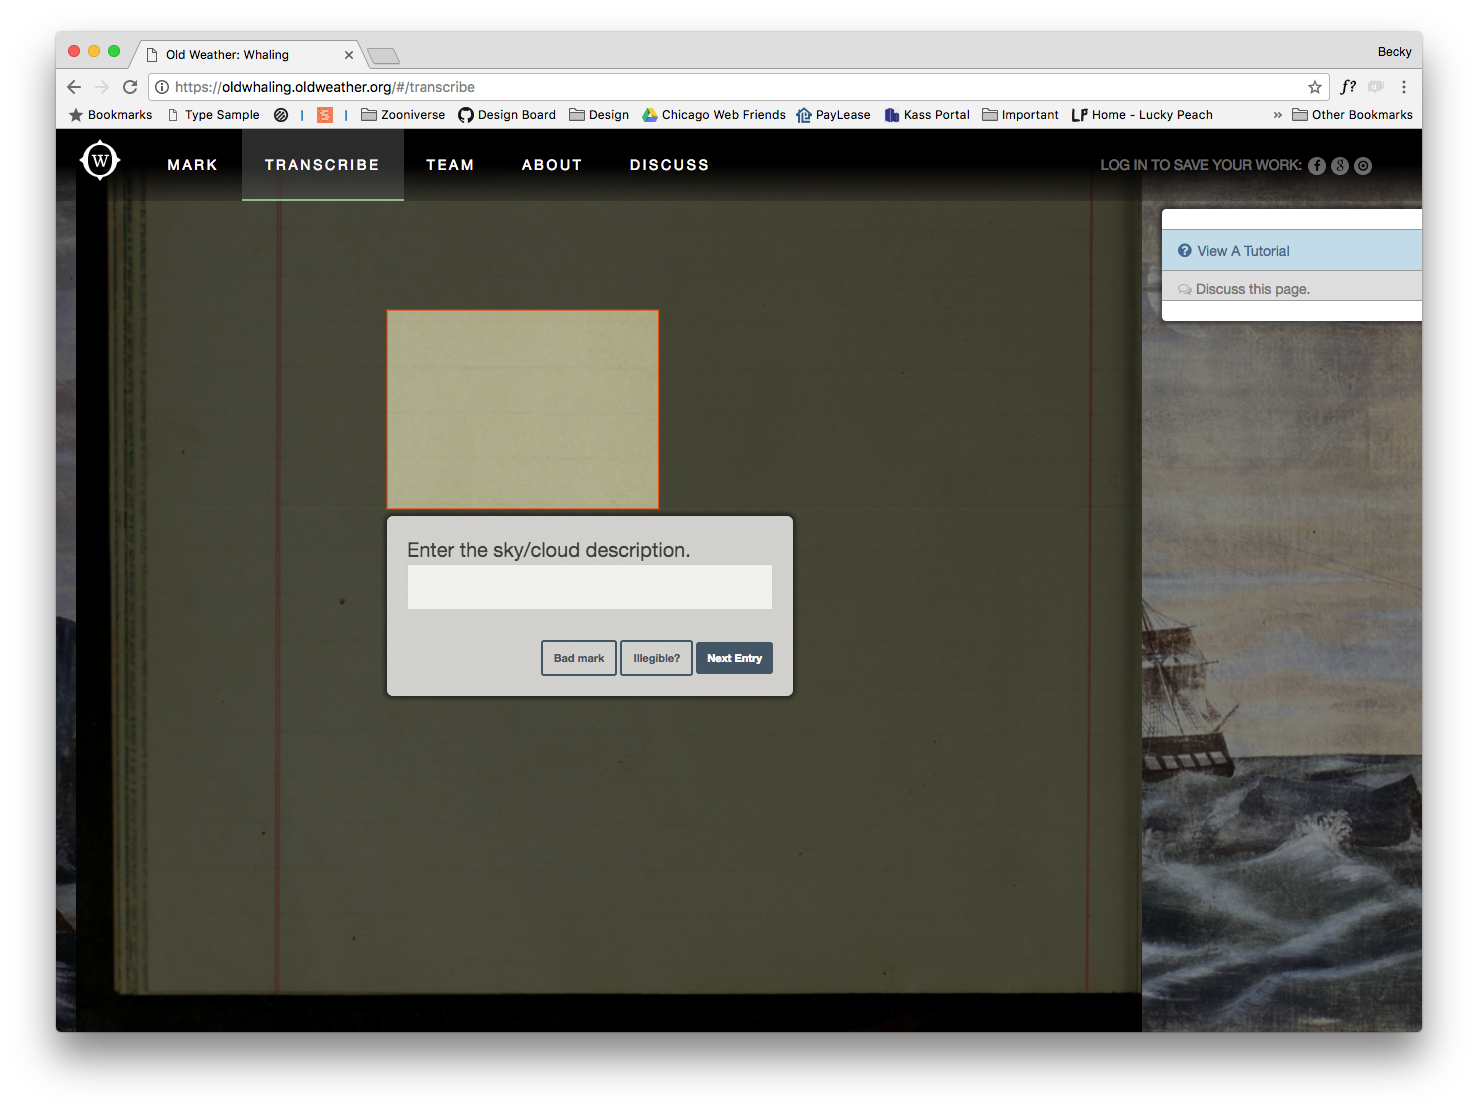 Old Weather: Whaling
Becky
https://oldwhaling.oldweather.org/#/transcribe
f?
Bookmarks Type Sample | S | Zooniverse Design Board Design Chicago Web Friends PayLease Kass Portal Important LP Home - Lucky Peach » Other Bookmarks
W MARK TRANSCRIBE TEAM ABOUT DISCUSS LOG IN TO SAVE YOUR WORK: f g
? View A Tutorial
Discuss this page.
Enter the sky/cloud description.
Bad mark Illegible? Next Entry